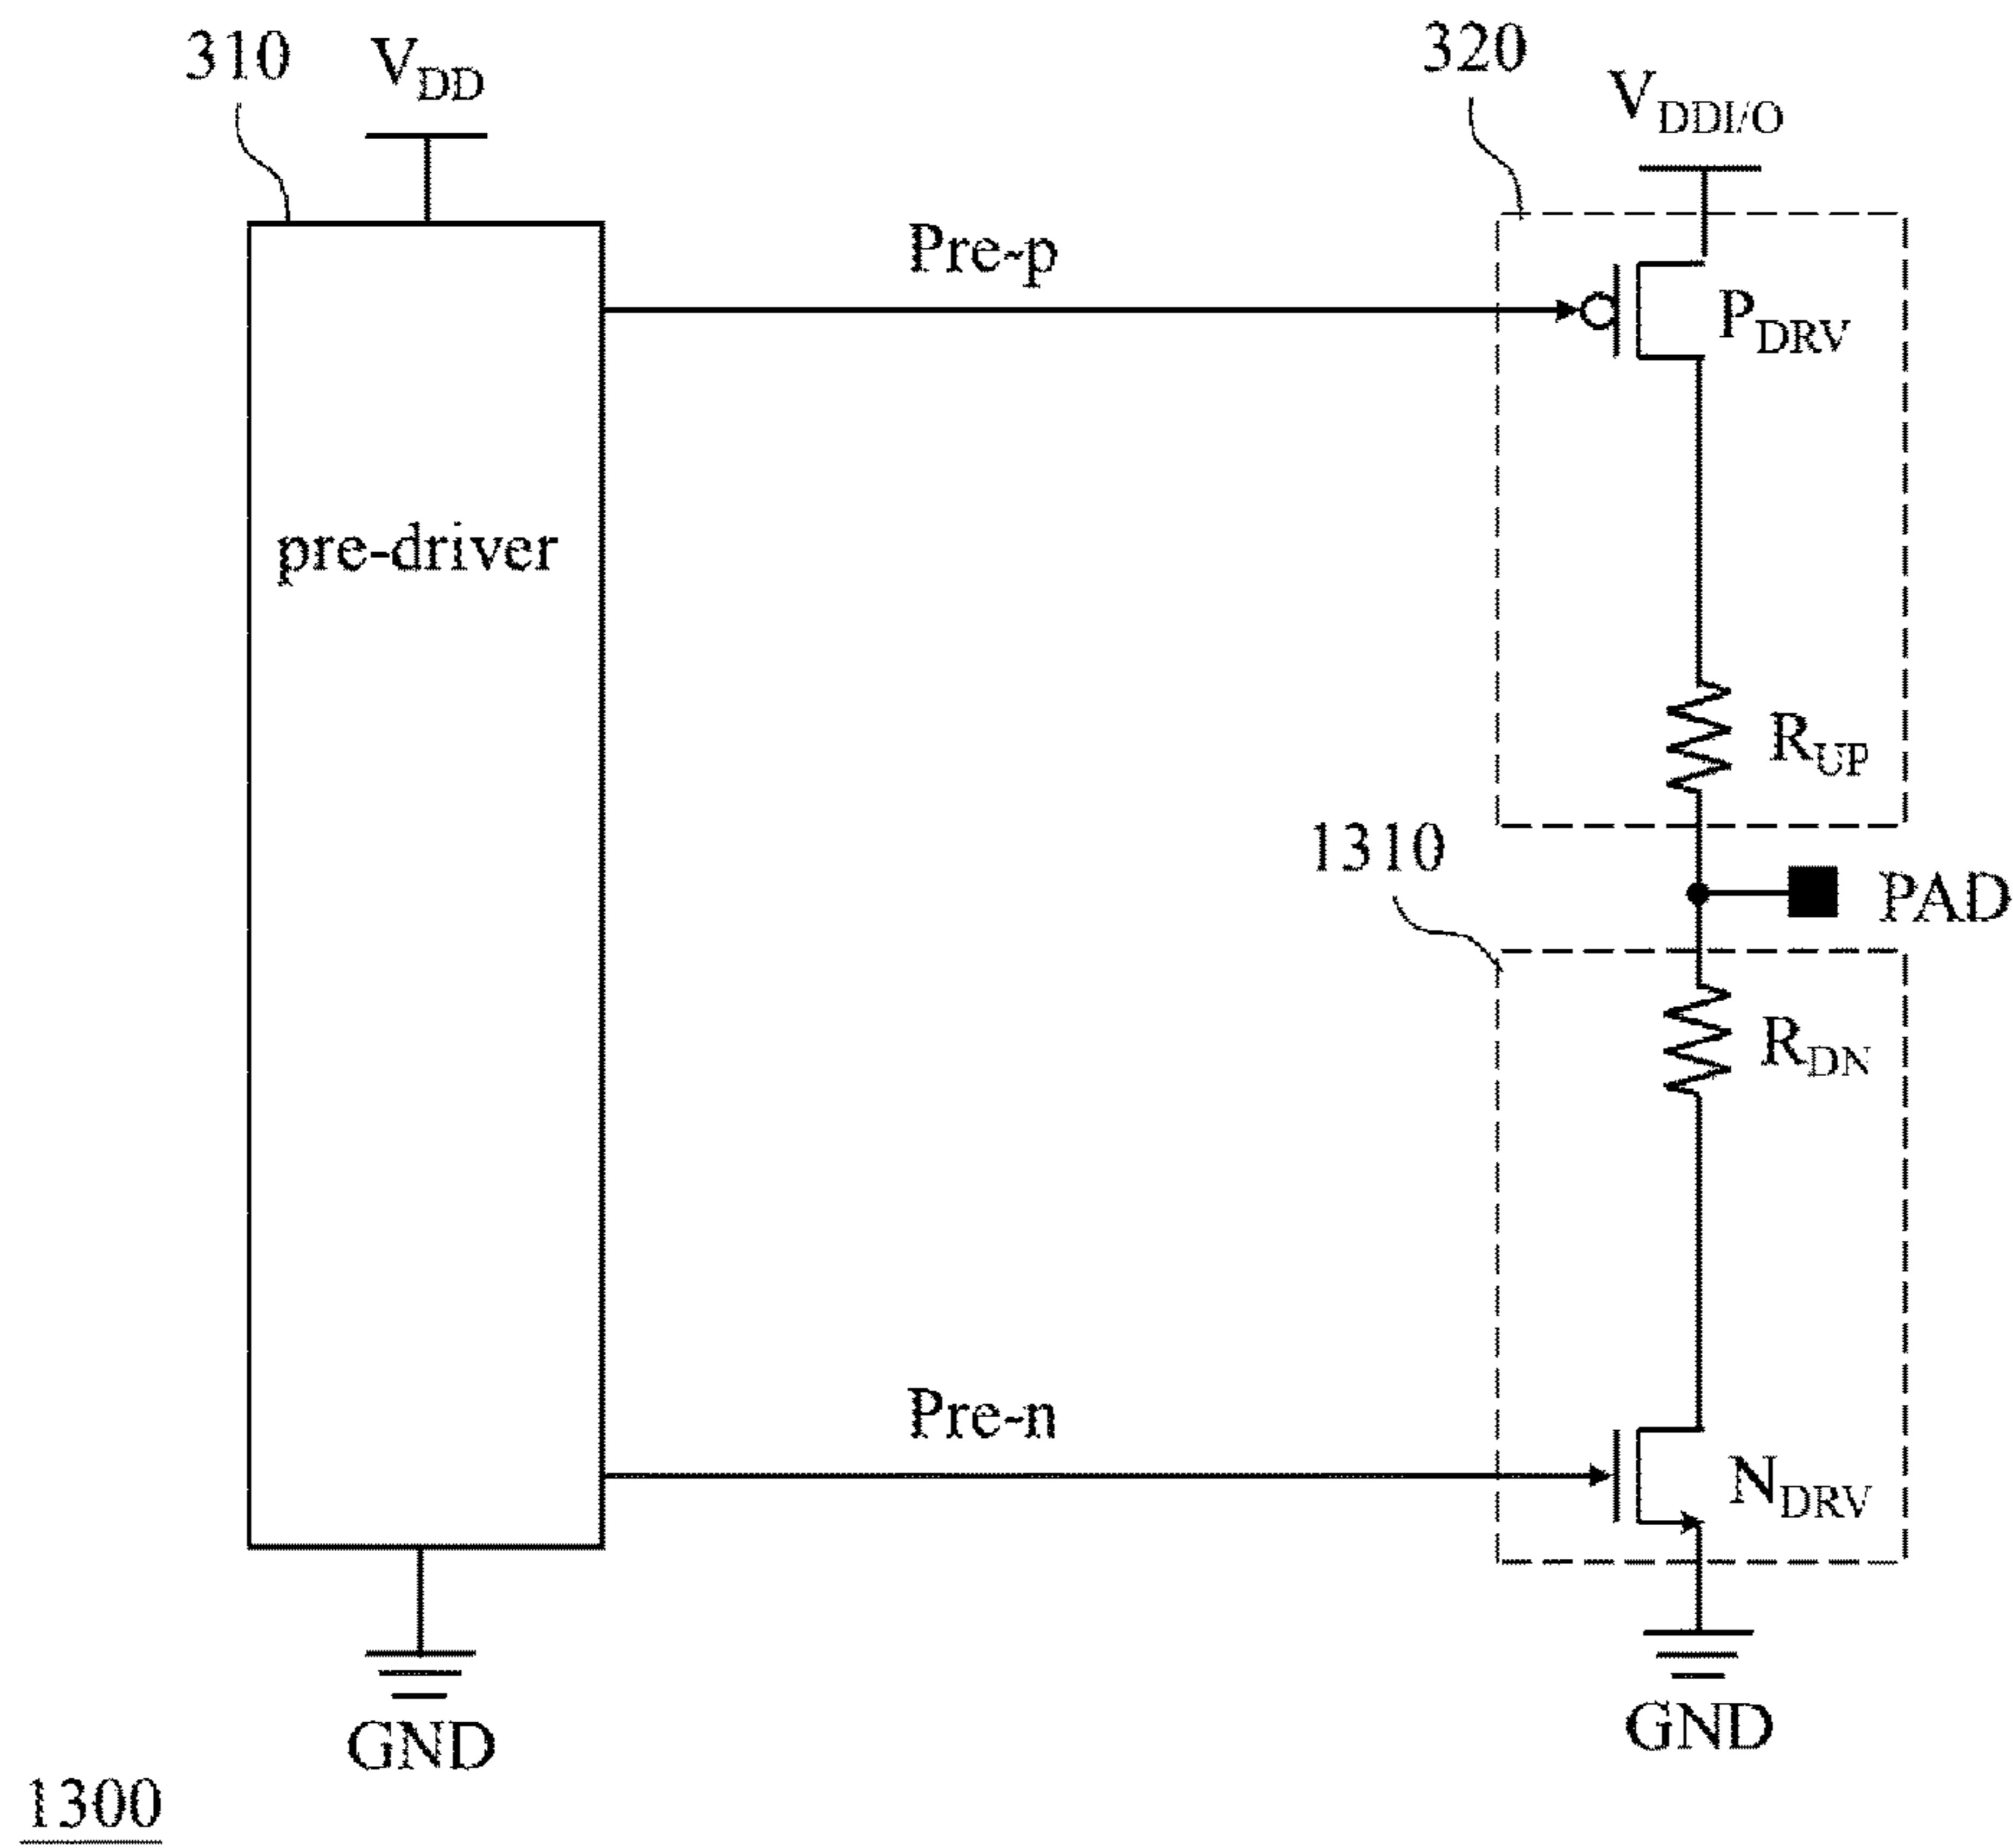 310
V_DD
320
V_DDI/O
Pre-p
P_DRV
pre-driver
R_UP
1310
PAD
R_DN
Pre-n
N_DRV
GND
GND
1300